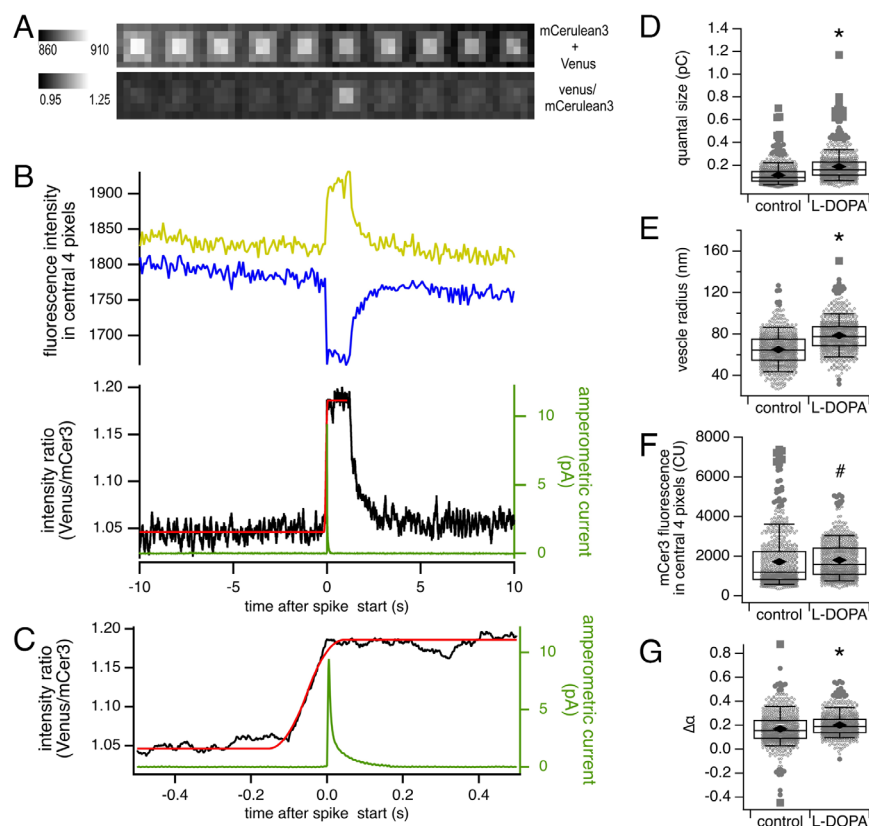 A
860 910
mCerulean3
+
Venus
0.95 1.25
venus/
mCerulean3
B
fluorescence intensity
in central 4 pixels
1900
1850
1800
1750
1700
intensity ratio
(Venus/mCer3)
1.20
1.15
1.10
1.05
amperometric current
(pA)
10
5
0
-10 -5 0 5 10
time after spike start (s)
C
intensity ratio
(Venus/mCer3)
1.20
1.15
1.10
1.05
amperometric current
(pA)
10
5
0
-0.4 -0.2 0.0 0.2 0.4
time after spike start (s)
D
quantal size (pC)
1.4
1.2
1.0
0.8
0.6
0.4
0.2
*
control L-DOPA
E
vescle radius (nm)
160
120
80
40
*
control L-DOPA
F
mCer3 fluorescence
in central 4 pixels (CU)
8000
6000
4000
2000
0
#
control L-DOPA
G
Δα
0.8
0.6
0.4
0.2
0.0
-0.2
-0.4
*
control L-DOPA